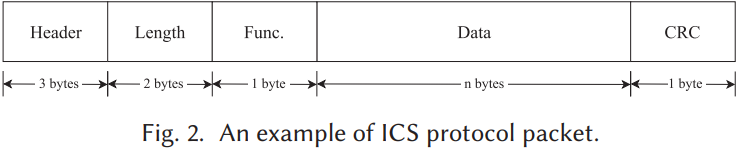 Header Length Func. Data CRC
3 bytes 2 bytes 1 byte n bytes 1 byte
Fig. 2. An example of ICS protocol packet.